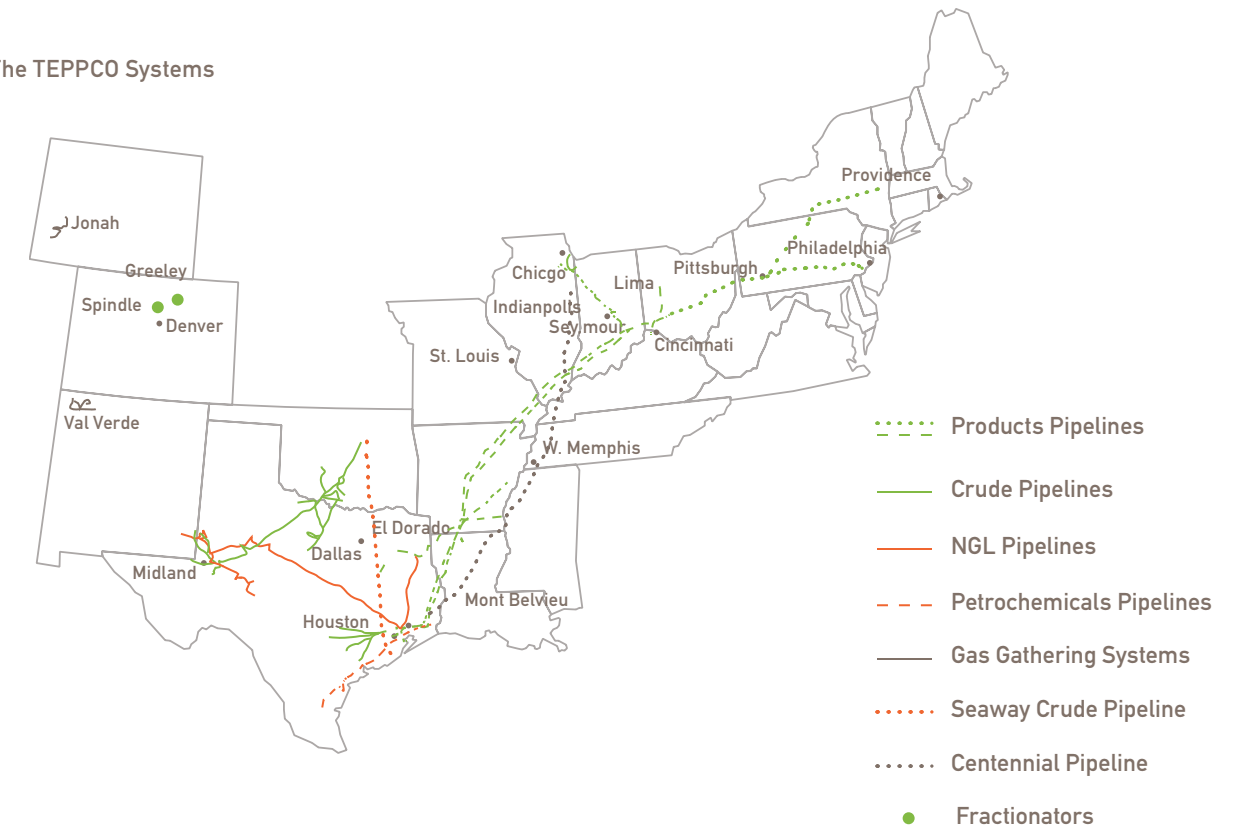 The TEPPCO Systems
Providence
Jonah
Philadelphia
Pittsburgh
Greeley
Chicgo
Lima
Spindle
Indianpolts
Denver
Seymour
Cincinnati
St. Louis
Val Verde
W. Memphis
El Dorado
Dallas
Midland
Mont Belvieu
Houston
Products Pipelines
Crude Pipelines
NGL Pipelines
Petrochemicals Pipelines
Gas Gathering Systems
Seaway Crude Pipeline
Centennial Pipeline
Fractionators